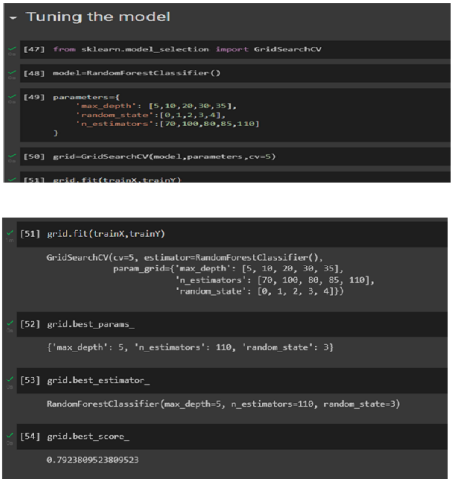 Tuning the model
[47] from sklearn.model_selection import GridSearchCV
[48] model=RandomForestClassifier()
[49] parameters={
'max_depth': [5,10,20,30,35],
'random_state':[0,1,2,3,4],
'n_estimators':[70,100,80,85,110]
}
[50] grid=GridSearchCV(model,parameters,cv=5)
[51] grid.fit(trainX,trainY)
[51] grid.fit(trainX,trainY)
GridSearchCV(cv=5, estimator=RandomForestClassifier(),
param_grid={'max_depth': [5, 10, 20, 30, 35],
'n_estimators': [70, 100, 80, 85, 110],
'random_state': [0, 1, 2, 3, 4]})
[52] grid.best_params_
{'max_depth': 5, 'n_estimators': 110, 'random_state': 3}
[53] grid.best_estimator_
RandomForestClassifier(max_depth=5, n_estimators=110, random_state=3)
[54] grid.best_score_
0.7923809523809523